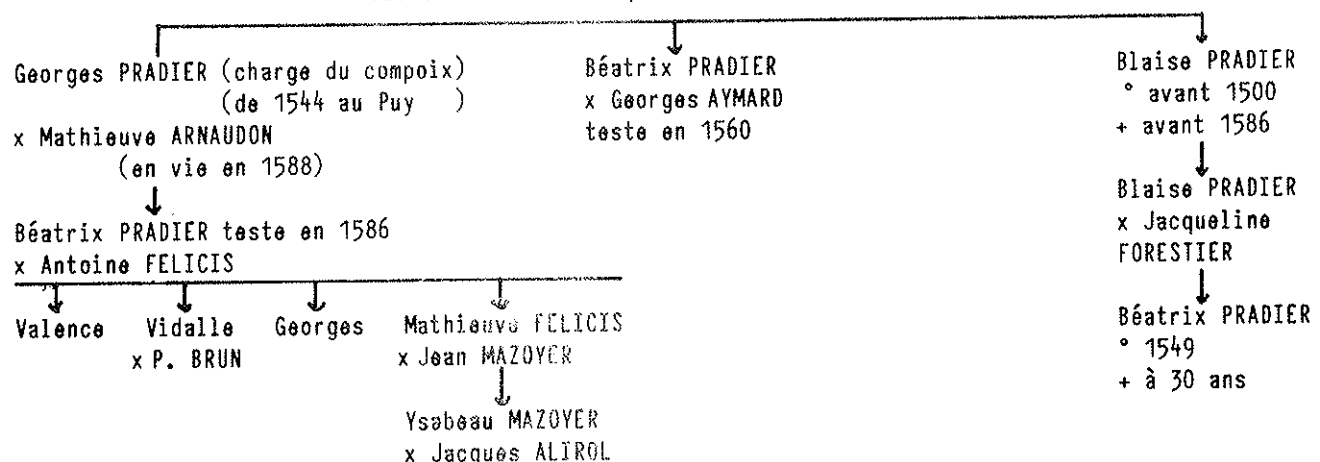 Georges PRADIER (charge du compoix)
(de 1544 au Puy )
x Mathieuve ARNAUDON
(en vie en 1588)
Béatrix PRADIER teste en 1586
x Antoine FELICIS
Valence Vidalle Georges Mathieuve FELICIS
x P. BRUN x Jean MAZOYER
Ysabeau MAZOYER
x Jacques ALIROL
Béatrix PRADIER
x Georges AYMARD
teste en 1560
Blaise PRADIER
° avant 1500
+ avant 1586
Blaise PRADIER
x Jacqueline
FORESTIER
Béatrix PRADIER
° 1549
+ à 30 ans